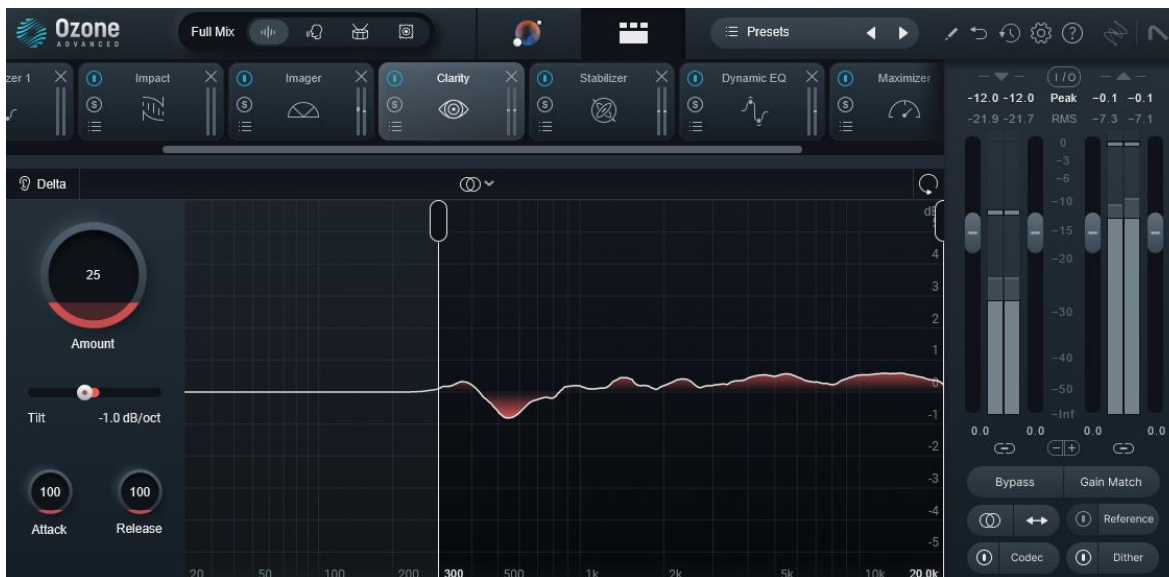 Ozone
ADVANCED
Full Mix
Presets
zer 1
Impact
Imager
Clarity
Stabilizer
Dynamic EQ
Maximizer
S
S
S
S
S
S
I/O
-12.0 -12.0 Peak -0.1 -0.1
-21.9 -21.7 RMS -7.3 -7.1
Delta
25
Amount
Tilt
-1.0 dB/oct
100
100
Attack
Release
4
3
2
1
0
-1
-2
-3
-4
-5
20 50 100 200 300 500 1k 2k 5k 10k 20.0k
0
-3
-6
-10
-15
-20
-30
-40
-50
-Inf
0.0 0.0 0.0 0.0
Bypass
Gain Match
Reference
Codec
Dither